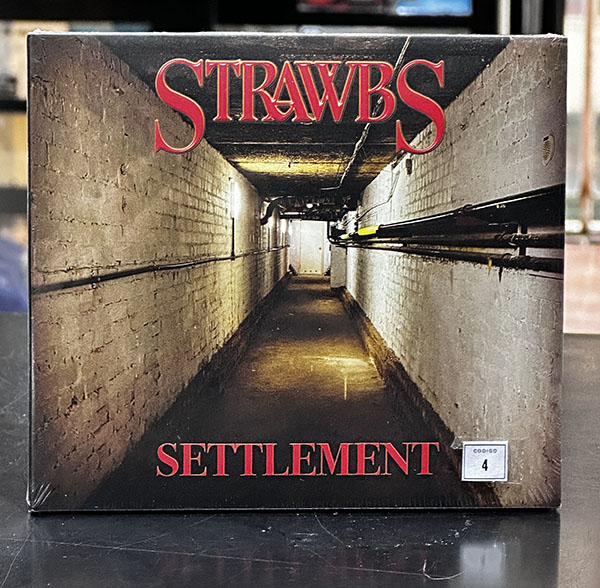 STRAWBS
SETTLEMENT
CODIGO
4